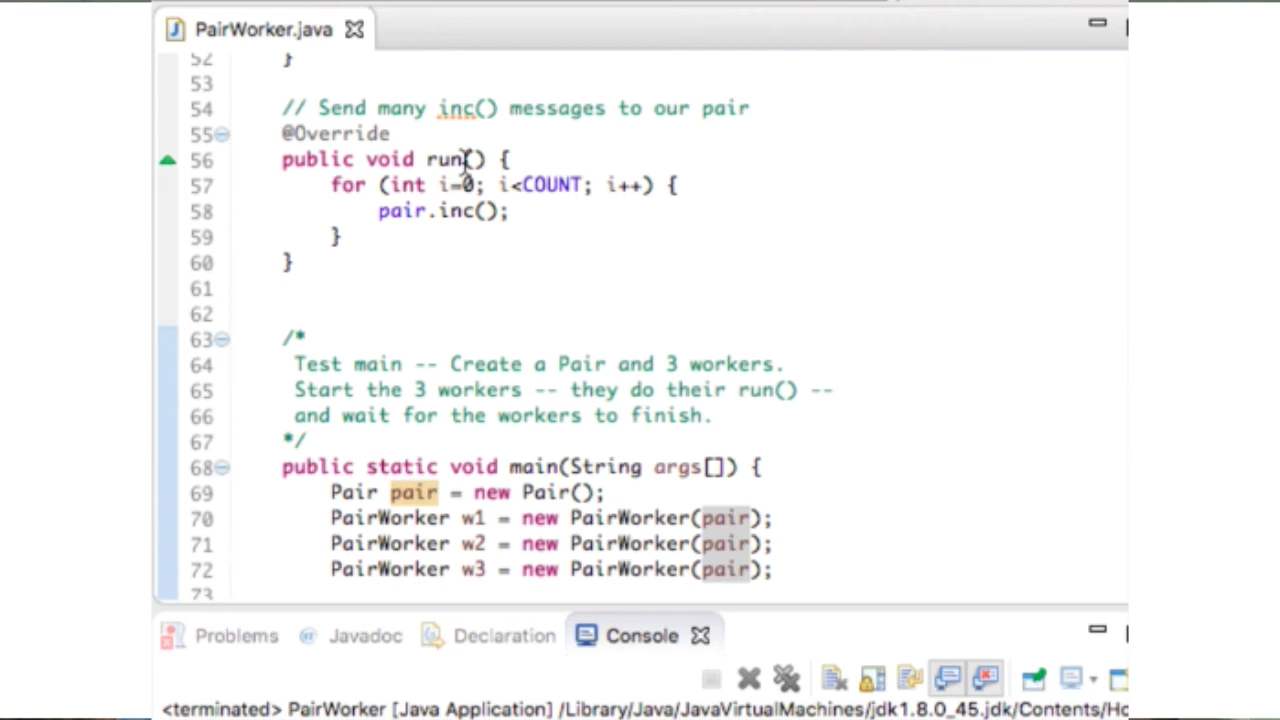 PairWorker.java
52 }
53
54 // Send many inc() messages to our pair
55 @Override
56 public void run() {
57 for (int i=0; i<COUNT; i++) {
58 pair.inc();
59 }
60 }
61
62
63 /*
64 Test main -- Create a Pair and 3 workers.
65 Start the 3 workers -- they do their run() --
66 and wait for the workers to finish.
67 */
68 public static void main(String args[]) {
69 Pair pair = new Pair();
70 PairWorker w1 = new PairWorker(pair);
71 PairWorker w2 = new PairWorker(pair);
72 PairWorker w3 = new PairWorker(pair);
73
Problems @ Javadoc Declaration Console
<terminated> PairWorker [Java Application] /Library/Java/JavaVirtualMachines/jdk1.8.0_45.jdk/Contents/Ho